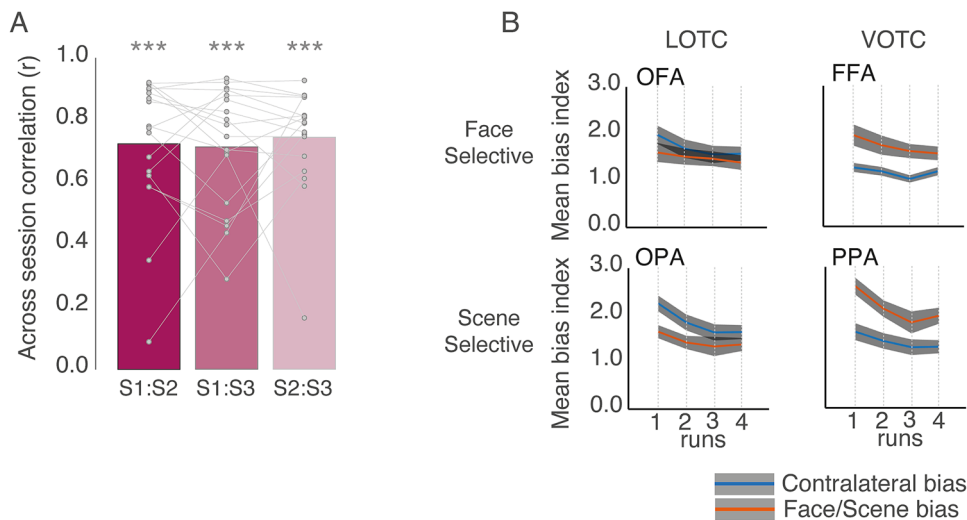 A
Across session correlation (r)
1.0
0.8
0.6
0.4
0.2
0.0
*** *** ***
S1:S2 S1:S3 S2:S3
B
LOTC VOTC
Face
Selective
Mean bias index
3.0
2.0
1.0
0.0
OFA
FFA
Scene
Selective
Mean bias index
3.0
2.0
1.0
0.0
OPA
PPA
1 2 3 4
runs
1 2 3 4
runs
Contralateral bias
Face/Scene bias